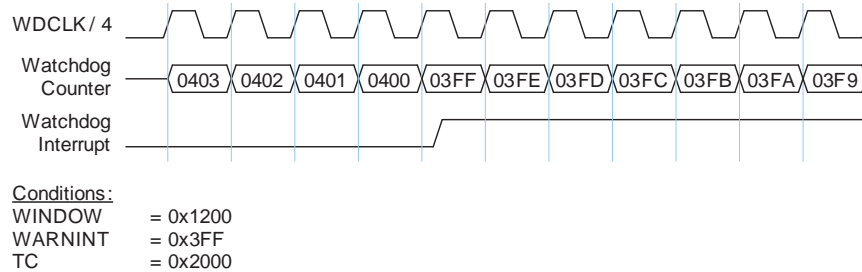 WDCLK / 4
Watchdog
Counter
0403 0402 0401 0400 03FF 03FE 03FD 03FC 03FB 03FA 03F9
Watchdog
Interrupt
Conditions:
WINDOW = 0x1200
WARNINT = 0x3FF
TC = 0x2000